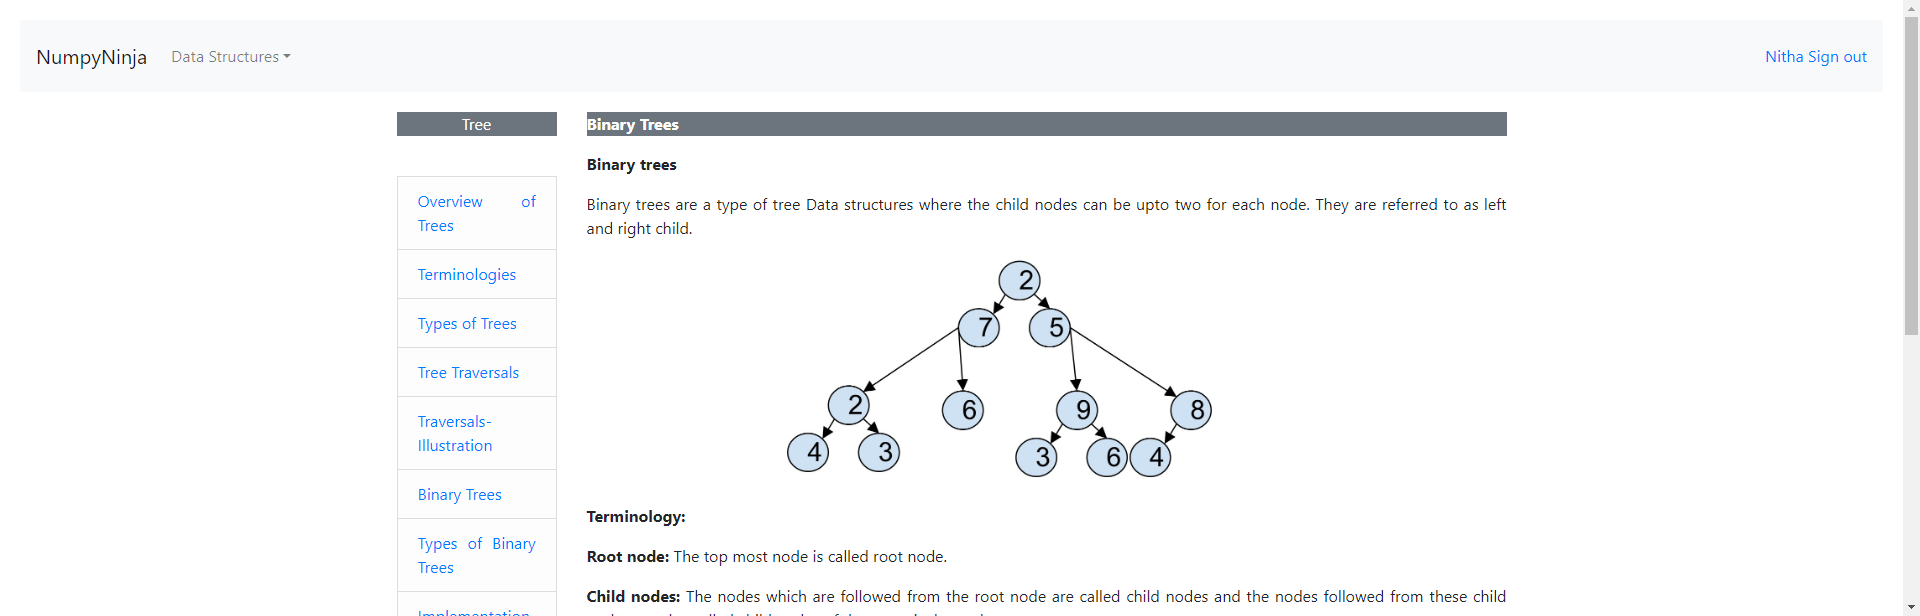 NumpyNinja
Data Structures
Nitha Sign out
Tree
Overview of
Trees
Terminologies
Types of Trees
Tree Traversals
Traversals-
Illustration
Binary Trees
Types of Binary
Trees
Implementation
Binary Trees
Binary trees
Binary trees are a type of tree Data structures where the child nodes can be upto two for each node. They are referred to as left
and right child.
2
7 5
2 6 9 8
4 3 3 6 4
Terminology:
Root node: The top most node is called root node.
Child nodes: The nodes which are followed from the root node are called child nodes and the nodes followed from these child